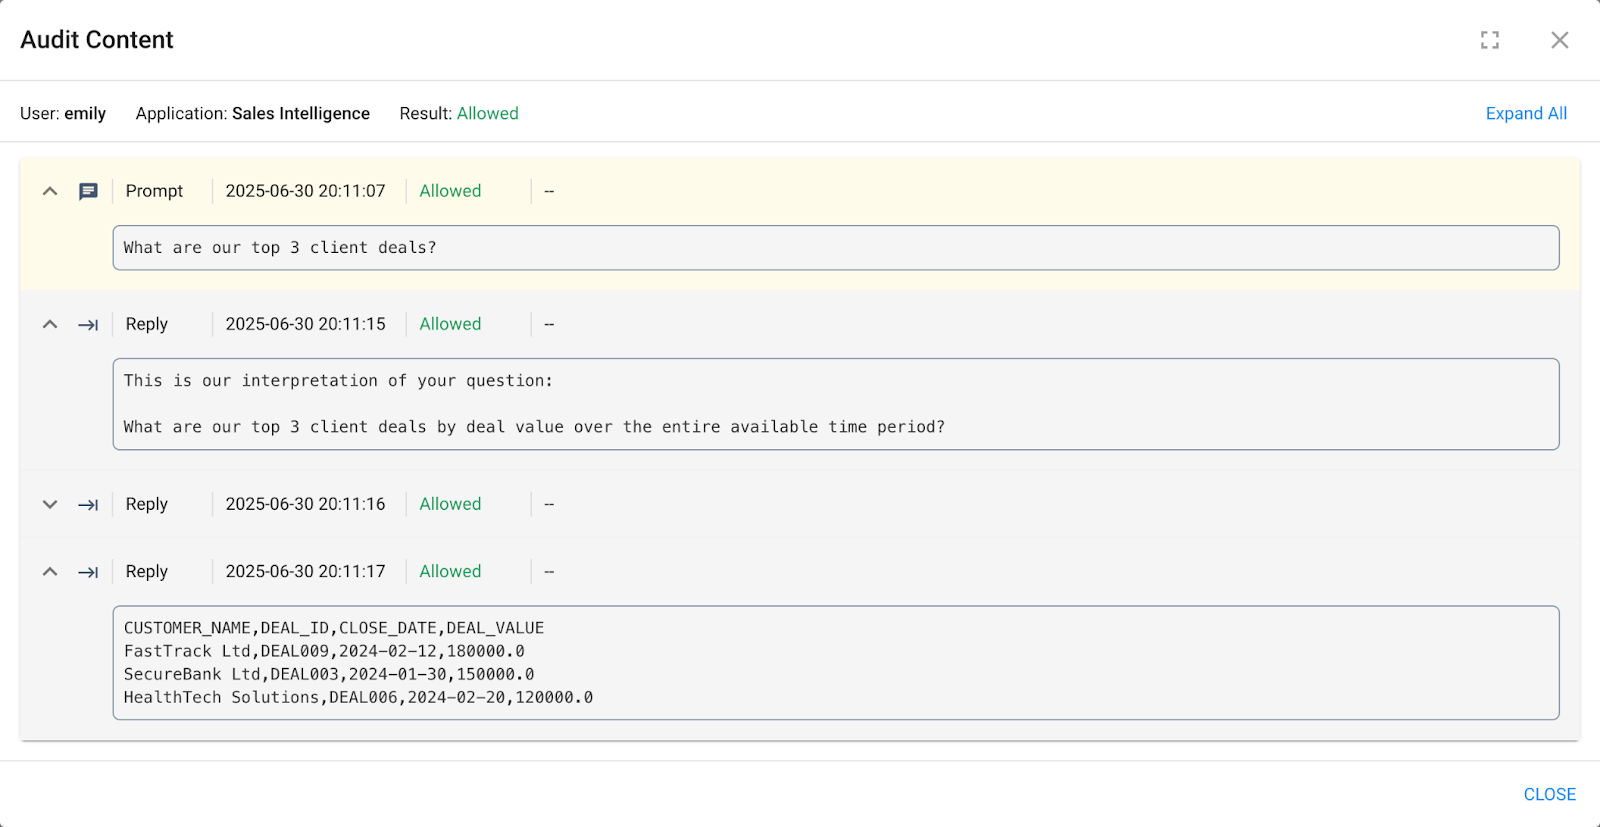 Audit Content
User: emily Application: Sales Intelligence Result: Allowed Expand All
Prompt 2025-06-30 20:11:07 Allowed --
What are our top 3 client deals?
Reply 2025-06-30 20:11:15 Allowed --
This is our interpretation of your question:
What are our top 3 client deals by deal value over the entire available time period?
Reply 2025-06-30 20:11:16 Allowed --
Reply 2025-06-30 20:11:17 Allowed --
CUSTOMER_NAME,DEAL_ID,CLOSE_DATE,DEAL_VALUE
FastTrack Ltd,DEAL009,2024-02-12,180000.0
SecureBank Ltd,DEAL003,2024-01-30,150000.0
HealthTech Solutions,DEAL006,2024-02-20,120000.0
CLOSE